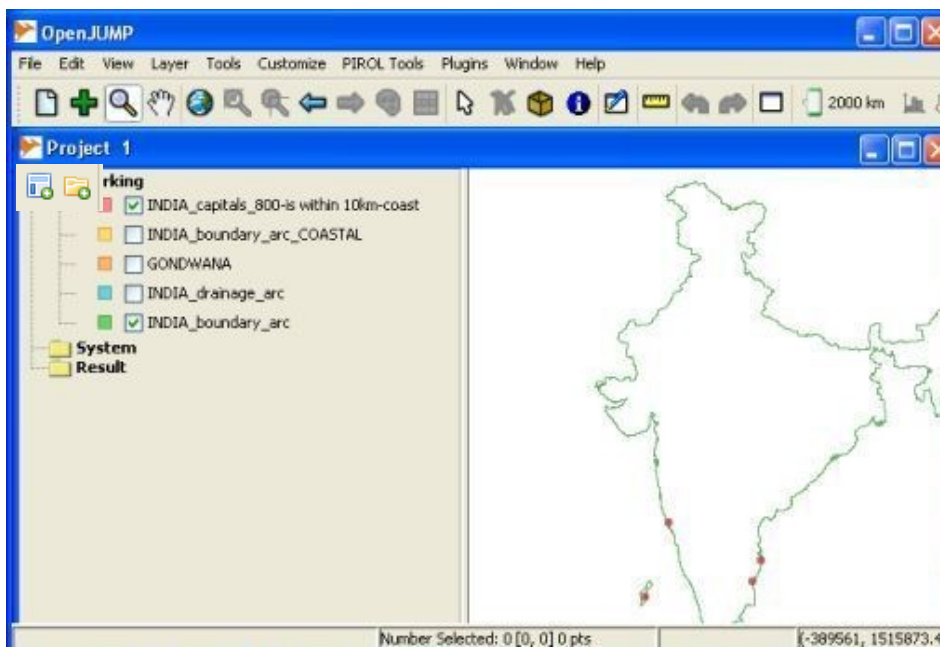 OpenJUMP
File Edit View Layer Tools Customize PIROL Tools Plugins Window Help
2000 km
Project 1
rking
INDIA_capitals_800-is within 10km-coast
INDIA_boundary_arc_COASTAL
GONDWANA
INDIA_drainage_arc
INDIA_boundary_arc
System
Result
Number Selected: 0 [0, 0] 0 pts
(-389561, 1515873.4